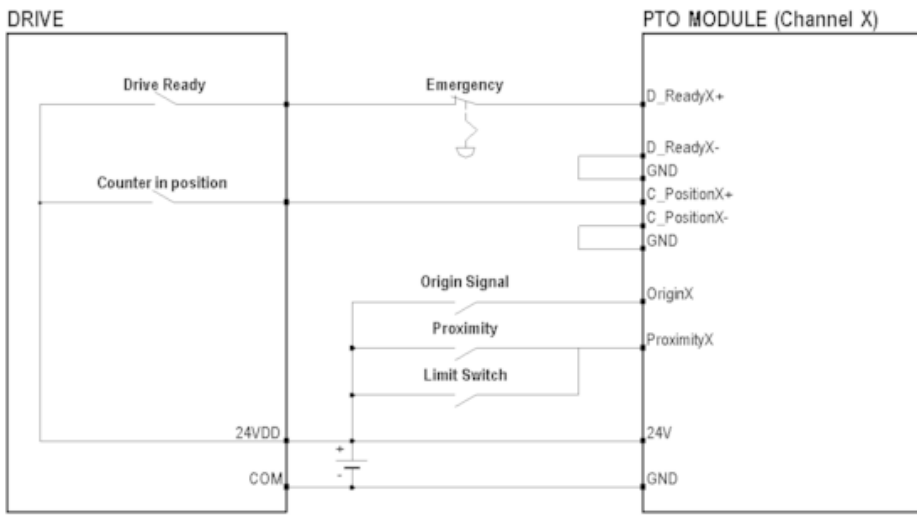 DRIVE
PTO MODULE (Channel X)
Drive Ready
Emergency
D_ReadyX+
D_ReadyX-
GND
Counter in position
C_PositionX+
C_PositionX-
GND
Origin Signal
OriginX
Proximity
ProximityX
Limit Switch
24VDD
24V
+
-
COM
GND